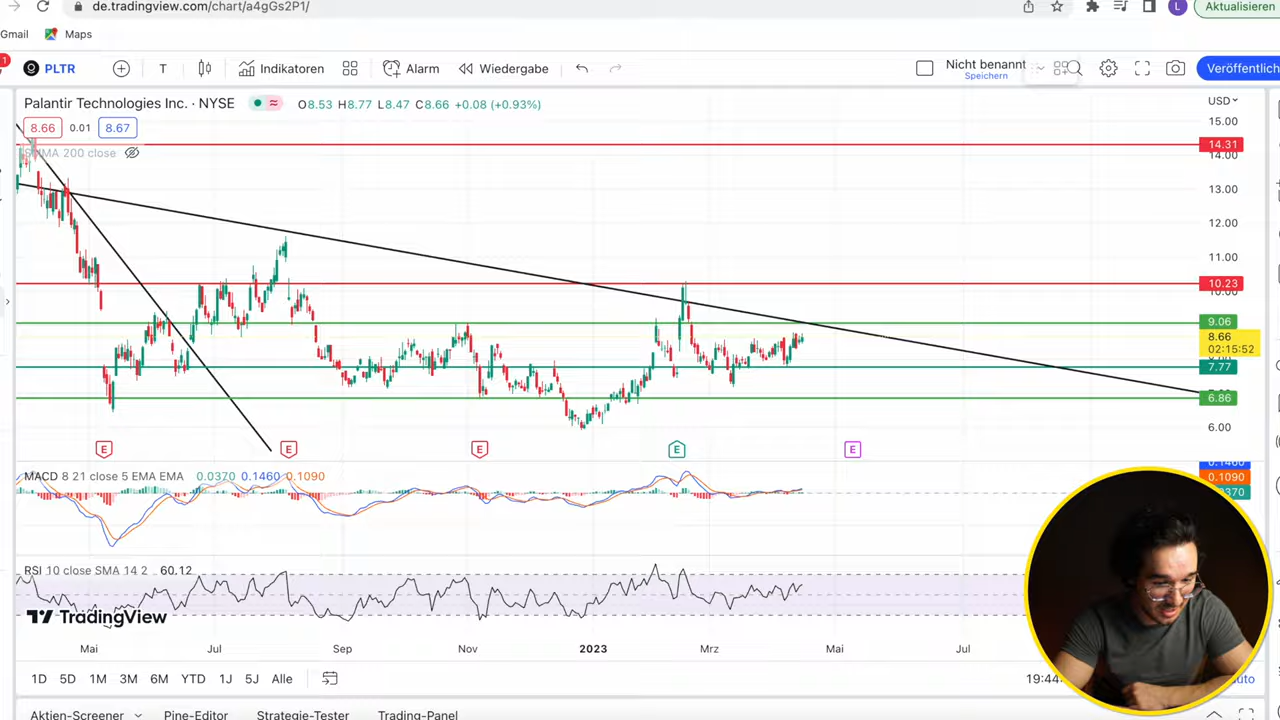 de.tradingview.com/chart/a4gGs2P1/
Aktualisieren
Gmail
Maps
1
PLTR
T
Indikatoren
Alarm
Wiedergabe
Nicht benannt
Speichern
Veröffentlich
Palantir Technologies Inc. · NYSE
O8.53 H8.77 L8.47 C8.66 +0.08 (+0.93%)
USD
8.66
0.01
8.67
MA 200 close
15.00
14.31
14.00
13.00
12.00
11.00
10.23
10.00
9.06
8.66
02:15:52
7.77
6.86
6.00
E
E
E
E
E
MACD 8 21 close 5 EMA EMA 0.0370 0.1460 0.1090
0.1460
0.1090
0370
RSI 10 close SMA 14 2 60.12
TradingView
Mai
Jul
Sep
Nov
2023
Mrz
Mai
Jul
1D
5D
1M
3M
6M
YTD
1J
5J
Alle
19:44
uto
Aktien-Screener
Pine-Editor
Strategie-Tester
Trading-Panel
L